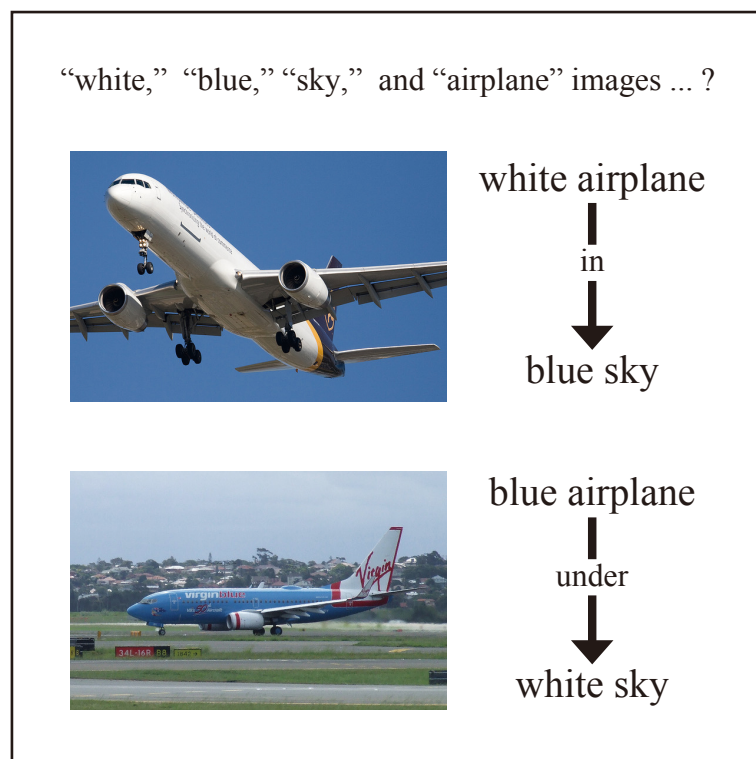 “white,” “blue,” “sky,” and “airplane” images ... ?
white airplane
in
blue sky
blue airplane
under
white sky
Virgin
virgin blue
34L-16R B8